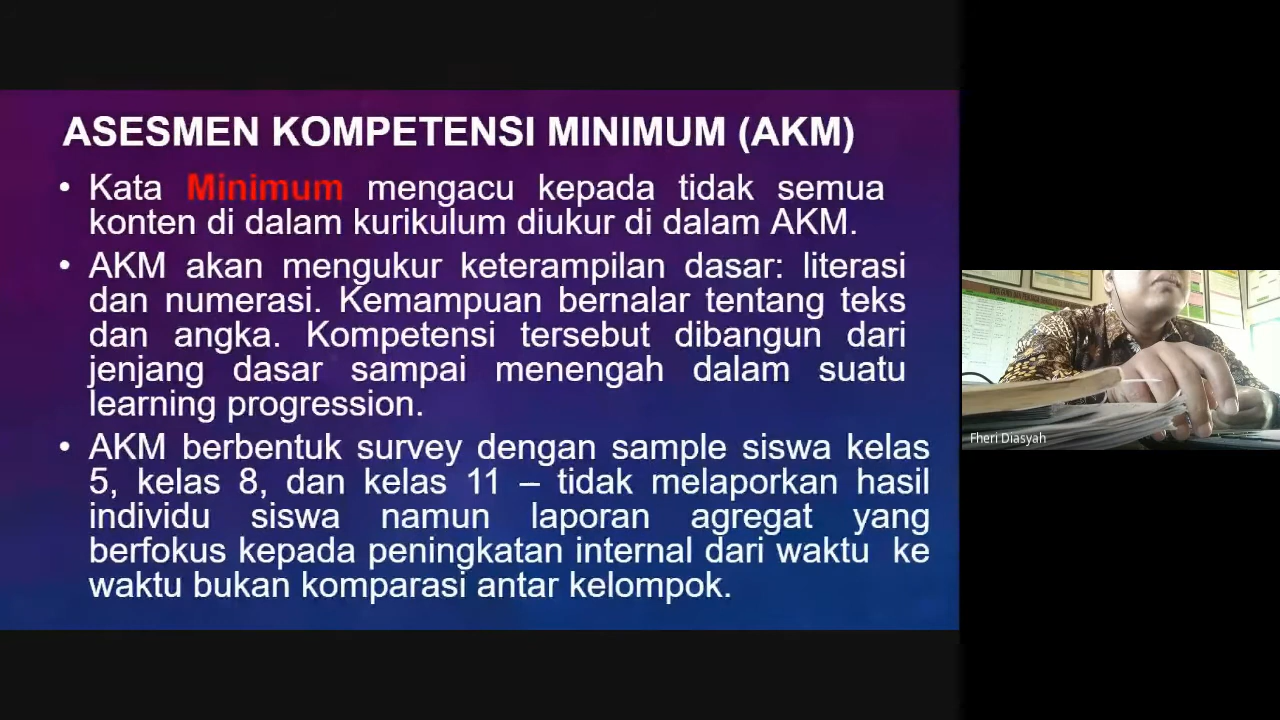 ASESMEN KOMPETENSI MINIMUM (AKM)
• Kata Minimum mengacu kepada tidak semua
konten di dalam kurikulum diukur di dalam AKM.
• AKM akan mengukur keterampilan dasar: literasi
dan numerasi. Kemampuan bernalar tentang teks
dan angka. Kompetensi tersebut dibangun dari
jenjang dasar sampai menengah dalam suatu
learning progression.
• AKM berbentuk survey dengan sample siswa kelas
5, kelas 8, dan kelas 11 – tidak melaporkan hasil
individu siswa namun laporan agregat yang
berfokus kepada peningkatan internal dari waktu ke
waktu bukan komparasi antar kelompok.
Fheri Diasyah